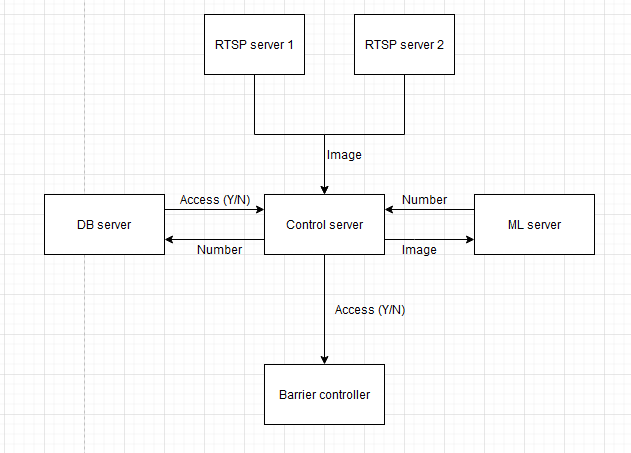 RTSP server 1
RTSP server 2
Image
Access (Y/N)
Number
DB server
Control server
ML server
Number
Image
Access (Y/N)
Barrier controller